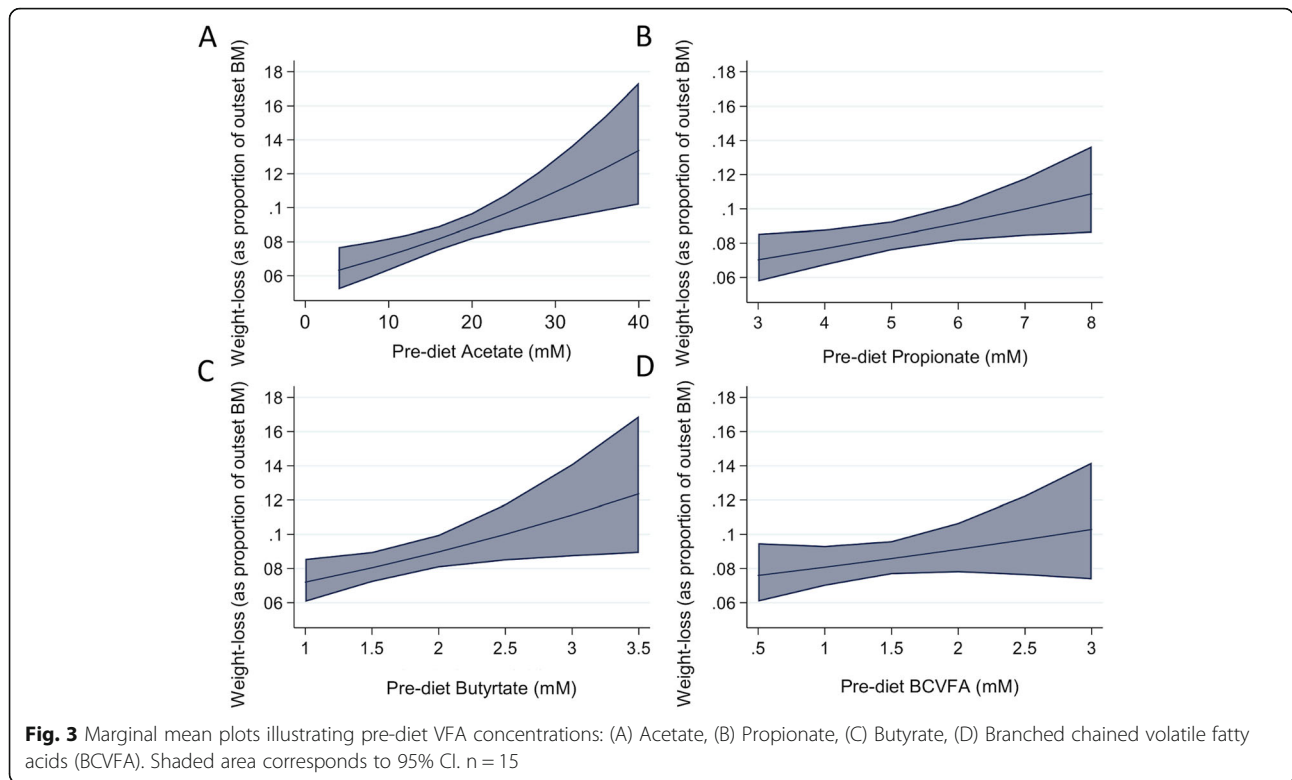 A
Weight-loss (as proportion of outset BM)
18
16
14
12
.1
08
06
0 10 20 30 40
Pre-diet Acetate (mM)
B
Weight-loss (as proportion of outset BM)
.18
.16
.14
.12
.1
.08
.06
3 4 5 6 7 8
Pre-diet Propionate (mM)
C
Weight-loss (as proportion of outset BM)
18
16
14
12
.1
08
06
1 1.5 2 2.5 3 3.5
Pre-diet Butyrtate (mM)
D
Weight-loss (as proportion of outset BM)
.18
.16
.14
.12
.1
.08
.06
.5 1 1.5 2 2.5 3
Pre-diet BCVFA (mM)
Fig. 3 Marginal mean plots illustrating pre-diet VFA concentrations: (A) Acetate, (B) Propionate, (C) Butyrate, (D) Branched chained volatile fatty
acids (BCVFA). Shaded area corresponds to 95% CI. n = 15